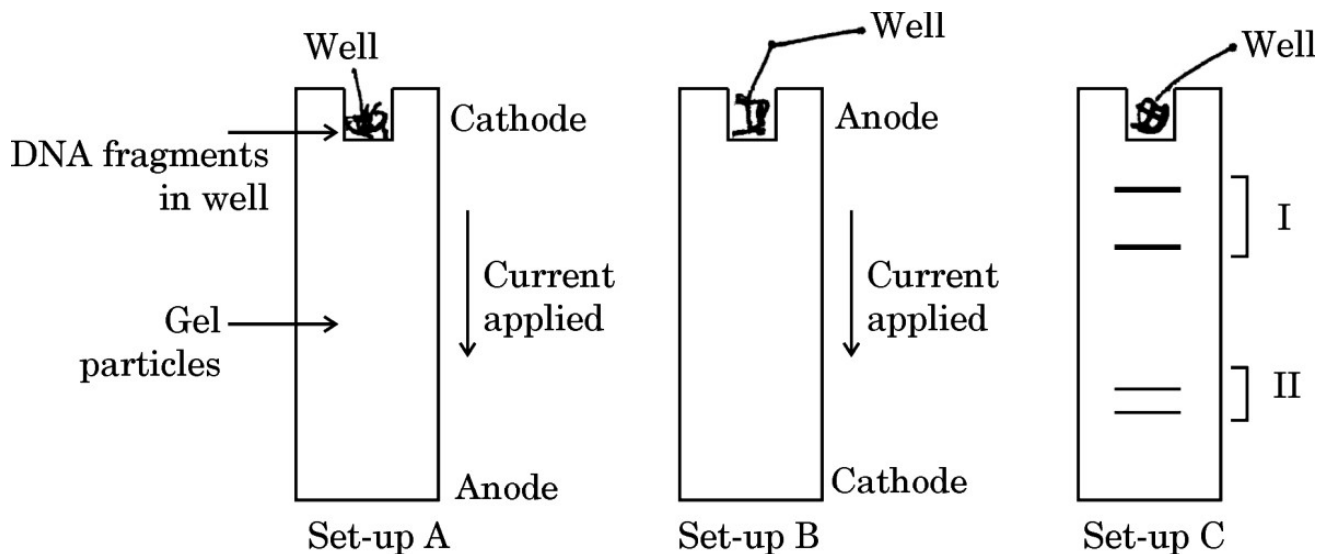 Well
Cathode
DNA fragments
in well
Current
applied
Gel
particles
Anode
Set-up A
Well
Anode
Current
applied
Cathode
Set-up B
Well
I
II
Set-up C